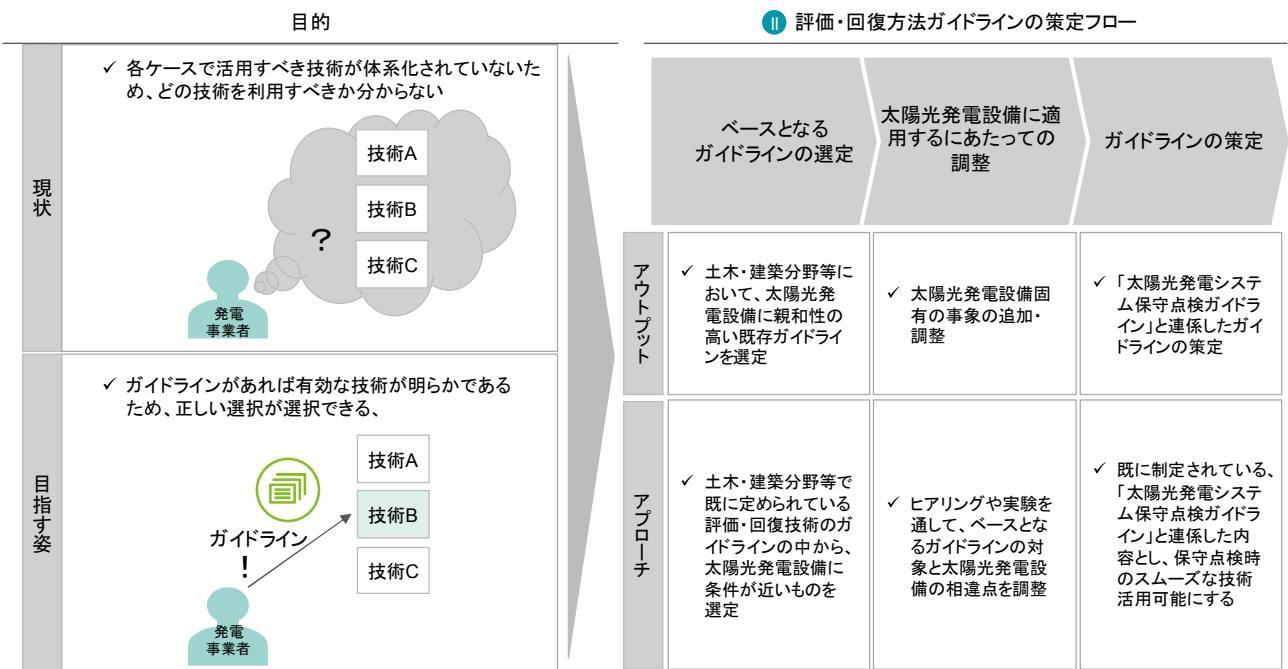 目的
現状
✓ 各ケースで活用すべき技術が体系化されていないた
め、どの技術を利用すべきか分からない
技術A
技術B
技術C
?
発電
事業者
目指す姿
✓ ガイドラインがあれば有効な技術が明らかである
ため、正しい選択が選択できる、
技術A
技術B
技術C
ガイドライン
!
発電
事業者
II 評価・回復方法ガイドラインの策定フロー
ベースとなる
ガイドラインの選定
太陽光発電設備に適
用するにあたっての
調整
ガイドラインの策定
アウトプット
✓ 土木・建築分野等に
おいて、太陽光発
電設備に親和性の
高い既存ガイドライ
ンを選定
✓ 太陽光発電設備固
有の事象の追加・
調整
✓ 「太陽光発電システ
ム保守点検ガイドラ
イン」と連係したガイ
ドラインの策定
アプローチ
✓ 土木・建築分野等で
既に定められている
評価・回復技術のガ
イドラインの中から、
太陽光発電設備に
条件が近いものを
選定
✓ ヒアリングや実験を
通して、ベースとな
るガイドラインの対
象と太陽光発電設
備の相違点を調整
✓ 既に制定されている、
「太陽光発電システ
ム保守点検ガイドラ
イン」と連係した内
容とし、保守点検時
のスムーズな技術
活用可能にする